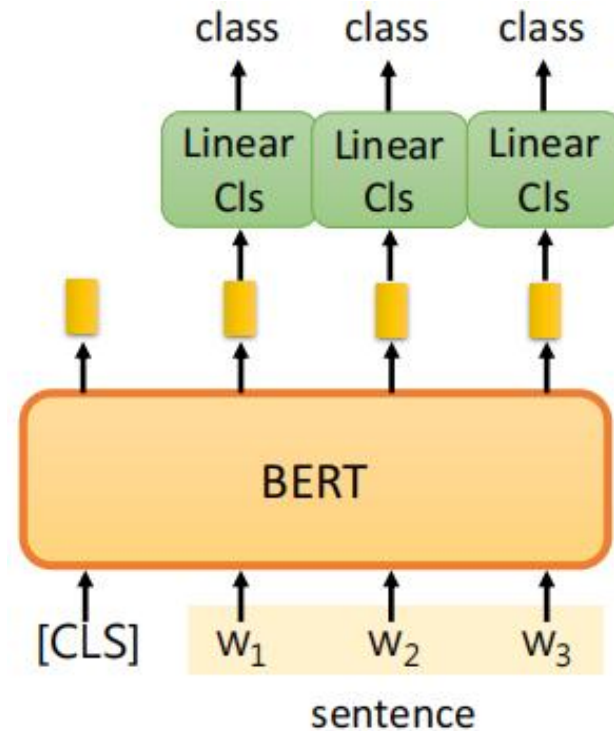 class class class
Linear Linear Linear
Cls Cls Cls
BERT
[CLS] w₁ w₂ w₃
sentence